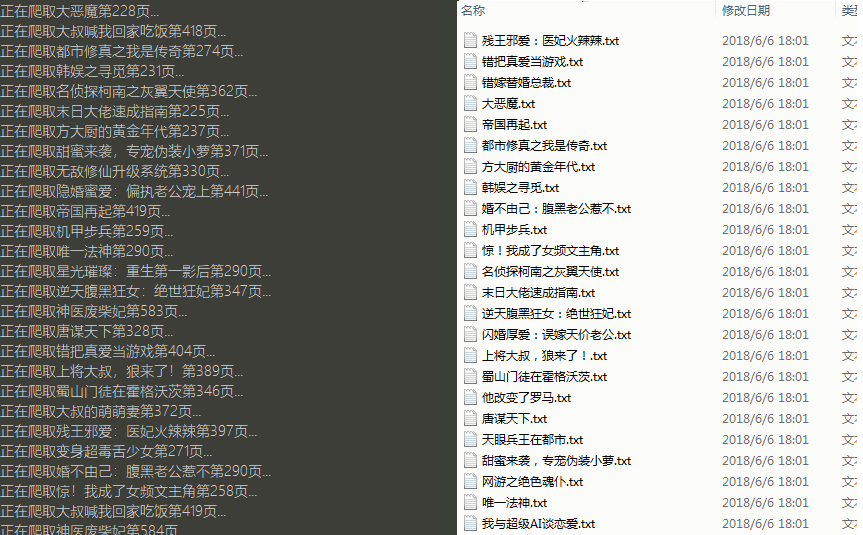 正在爬取大恶魔第228页...
正在爬取大叔喊我回家吃饭第418页...
正在爬取都市修真之我是传奇第274页...
正在爬取韩娱之寻觅第231页...
正在爬取名侦探柯南之灰翼天使第362页...
正在爬取末日大佬速成指南第225页...
正在爬取方大厨的黄金年代第237页...
正在爬取甜蜜来袭，专宠伪装小萝第371页...
正在爬取无敌修仙升级系统第330页...
正在爬取隐婚蜜爱：偏执老公宠上第441页...
正在爬取帝国再起第419页...
正在爬取机甲步兵第259页...
正在爬取唯一法神第290页...
正在爬取星光璀璨：重生第一影后第290页...
正在爬取逆天腹黑狂女：绝世狂妃第347页...
正在爬取神医废柴妃第583页...
正在爬取唐谋天下第328页...
正在爬取错把真爱当游戏第404页...
正在爬取上将大叔，狼来了！第389页...
正在爬取蜀山门徒在霍格沃茨第346页...
正在爬取大叔的萌萌妻第372页...
正在爬取残王邪爱：医妃火辣辣第397页...
正在爬取变身超毒舌少女第271页...
正在爬取婚不由己：腹黑老公惹不第290页...
正在爬取惊！我成了女频文主角第258页...
正在爬取大叔喊我回家吃饭第419页...
正在爬取神医废柴妃第584页
名称 修改日期 类
残王邪爱：医妃火辣辣.txt 2018/6/6 18:01 文
错把真爱当游戏.txt 2018/6/6 18:01 文
错嫁替婚总裁.txt 2018/6/6 18:01 文
大恶魔.txt 2018/6/6 18:01 文
帝国再起.txt 2018/6/6 18:01 文
都市修真之我是传奇.txt 2018/6/6 18:01 文
方大厨的黄金年代.txt 2018/6/6 18:01 文
韩娱之寻觅.txt 2018/6/6 18:01 文
婚不由己：腹黑老公惹不.txt 2018/6/6 18:01 文
机甲步兵.txt 2018/6/6 18:01 文
惊！我成了女频文主角.txt 2018/6/6 18:01 文
名侦探柯南之灰翼天使.txt 2018/6/6 18:01 文
末日大佬速成指南.txt 2018/6/6 18:01 文
逆天腹黑狂女：绝世狂妃.txt 2018/6/6 18:01 文
闪婚厚爱：误嫁天价老公.txt 2018/6/6 18:01 文
上将大叔，狼来了！.txt 2018/6/6 18:01 文
蜀山门徒在霍格沃茨.txt 2018/6/6 18:01 文
他改变了罗马.txt 2018/6/6 18:01 文
唐谋天下.txt 2018/6/6 18:01 文
天眼兵王在都市.txt 2018/6/6 18:01 文
甜蜜来袭，专宠伪装小萝.txt 2018/6/6 18:01 文
网游之绝色魂仆.txt 2018/6/6 18:01 文
唯一法神.txt 2018/6/6 18:01 文
我与超级AI谈恋爱.txt 2018/6/6 18:01 文